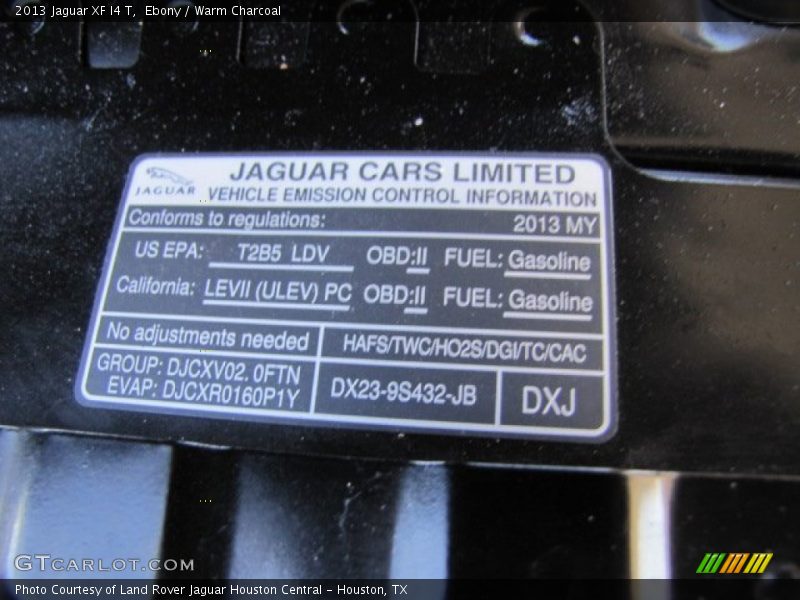 2013 Jaguar XF I4 T,  Ebony / Warm Charcoal
JAGUAR CARS LIMITED
JAGUAR
VEHICLE EMISSION CONTROL INFORMATION
Conforms to regulations: 2013 MY
US EPA: T2B5 LDV OBD:II FUEL: Gasoline
California: LEVII (ULEV) PC OBD:II FUEL: Gasoline
No adjustments needed HAFS/TWC/HO2S/DGI/TC/CAC
GROUP: DJCXV02.0FTN
EVAP: DJCXR0160P1Y
DX23-9S432-JB DXJ
GTCARLOT.COM
Photo Courtesy of Land Rover Jaguar Houston Central - Houston, TX